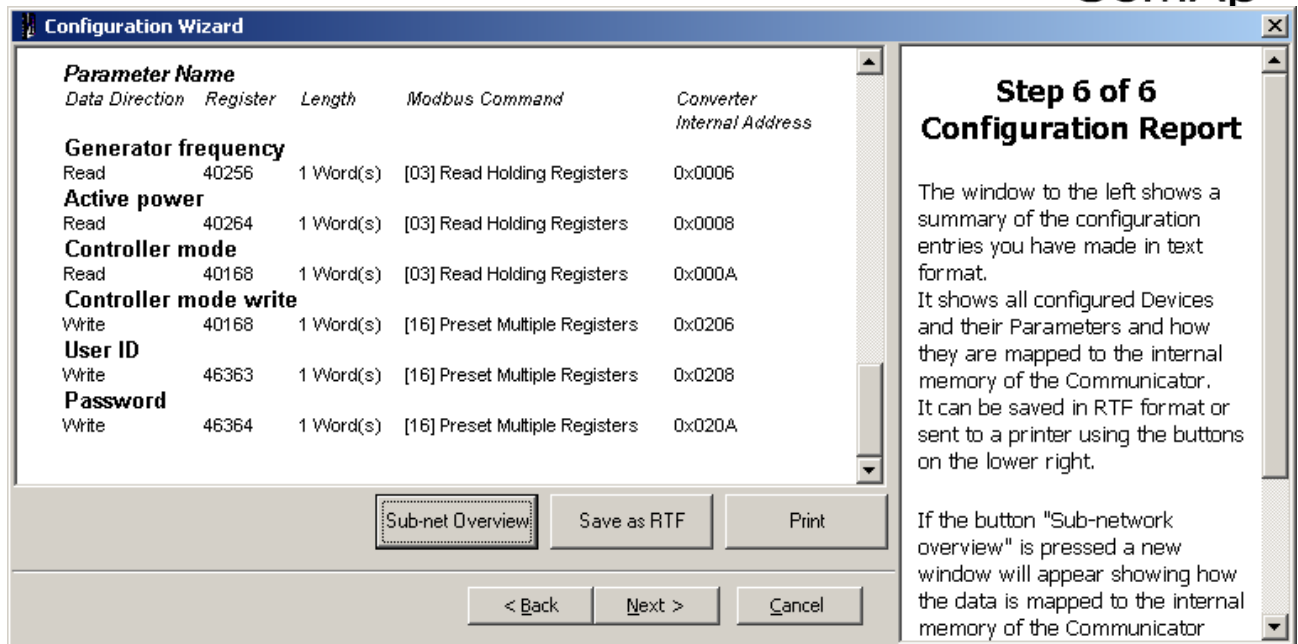 Configuration Wizard
Parameter Name
Data Direction Register Length Modbus Command Converter
Internal Address
Generator frequency
Read 40256 1 Word(s) [03] Read Holding Registers 0x0006
Active power
Read 40264 1 Word(s) [03] Read Holding Registers 0x0008
Controller mode
Read 40168 1 Word(s) [03] Read Holding Registers 0x000A
Controller mode write
Write 40168 1 Word(s) [16] Preset Multiple Registers 0x0206
User ID
Write 46363 1 Word(s) [16] Preset Multiple Registers 0x0208
Password
Write 46364 1 Word(s) [16] Preset Multiple Registers 0x020A
Sub-net Overview Save as RTF Print
< Back Next > Cancel
Step 6 of 6
Configuration Report
The window to the left shows a
summary of the configuration
entries you have made in text
format.
It shows all configured Devices
and their Parameters and how
they are mapped to the internal
memory of the Communicator.
It can be saved in RTF format or
sent to a printer using the buttons
on the lower right.
If the button "Sub-network
overview" is pressed a new
window will appear showing how
the data is mapped to the internal
memory of the Communicator